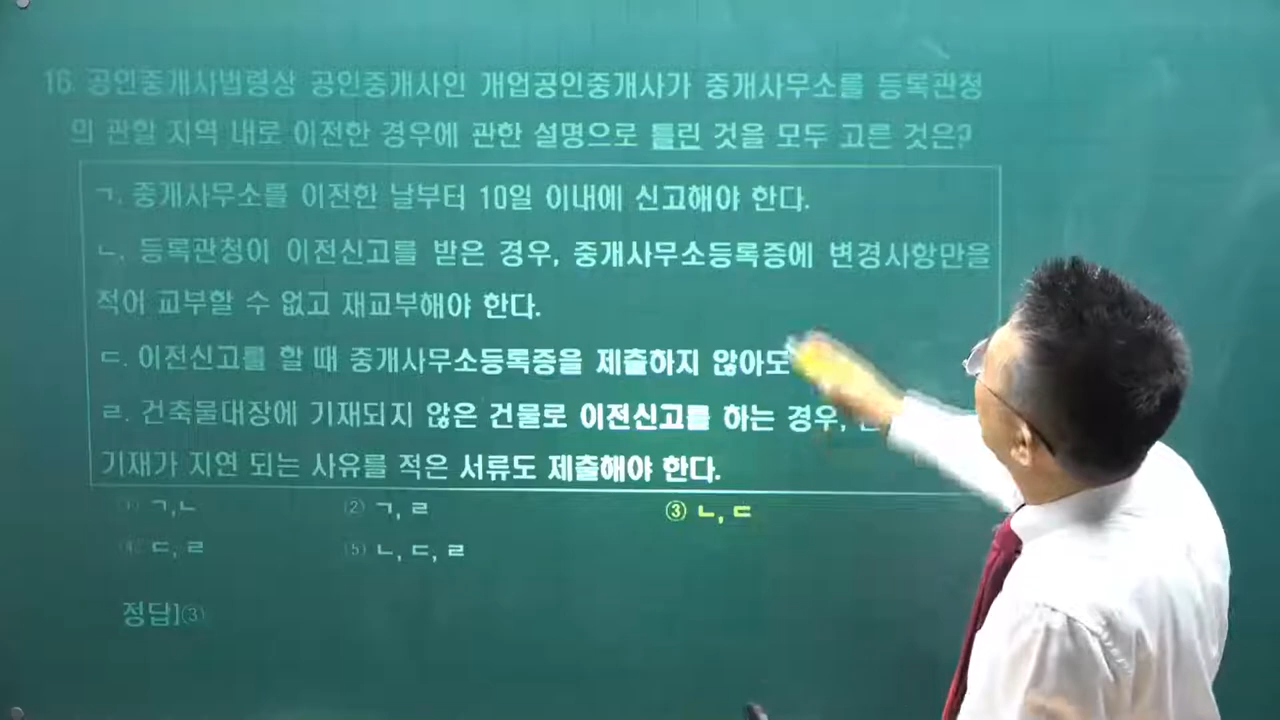 16. 공인중개사법령상 공인중개사인 개업공인중개사가 중개사무소를 등록관청
의 관할 지역 내로 이전한 경우에 관한 설명으로 틀린 것을 모두 고른 것은?
ㄱ. 중개사무소를 이전한 날부터 10일 이내에 신고해야 한다.
ㄴ. 등록관청이 이전신고를 받은 경우, 중개사무소등록증에 변경사항만을
적어 교부할 수 없고 재교부해야 한다.
ㄷ. 이전신고를 할 때 중개사무소등록증을 제출하지 않아도
ㄹ. 건축물대장에 기재되지 않은 건물로 이전신고를 하는 경우,
기재가 지연 되는 사유를 적은 서류도 제출해야 한다.
① ㄱ,ㄴ ② ㄱ, ㄹ ③ ㄴ, ㄷ
④ ㄷ, ㄹ ⑤ ㄴ, ㄷ, ㄹ
정답]③